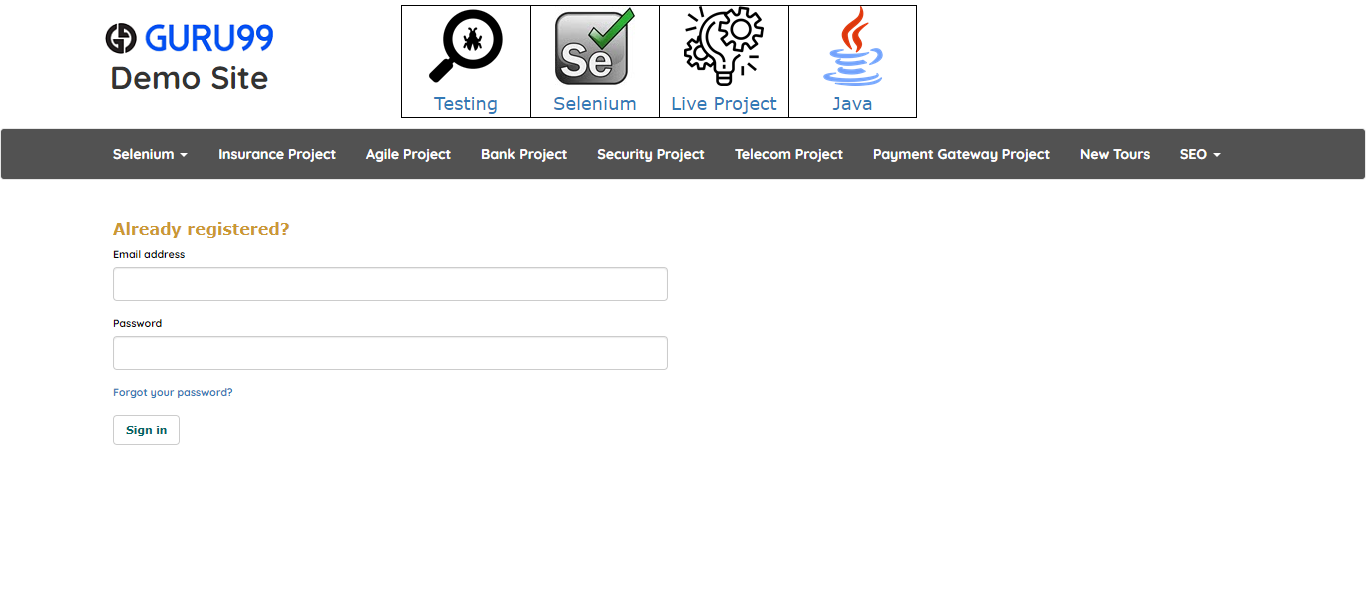 GURU99
Demo Site
Se
Testing Selenium Live Project Java
Selenium Insurance Project Agile Project Bank Project Security Project Telecom Project Payment Gateway Project New Tours SEO
Already registered?
Email address
Password
Forgot your password?
Sign in